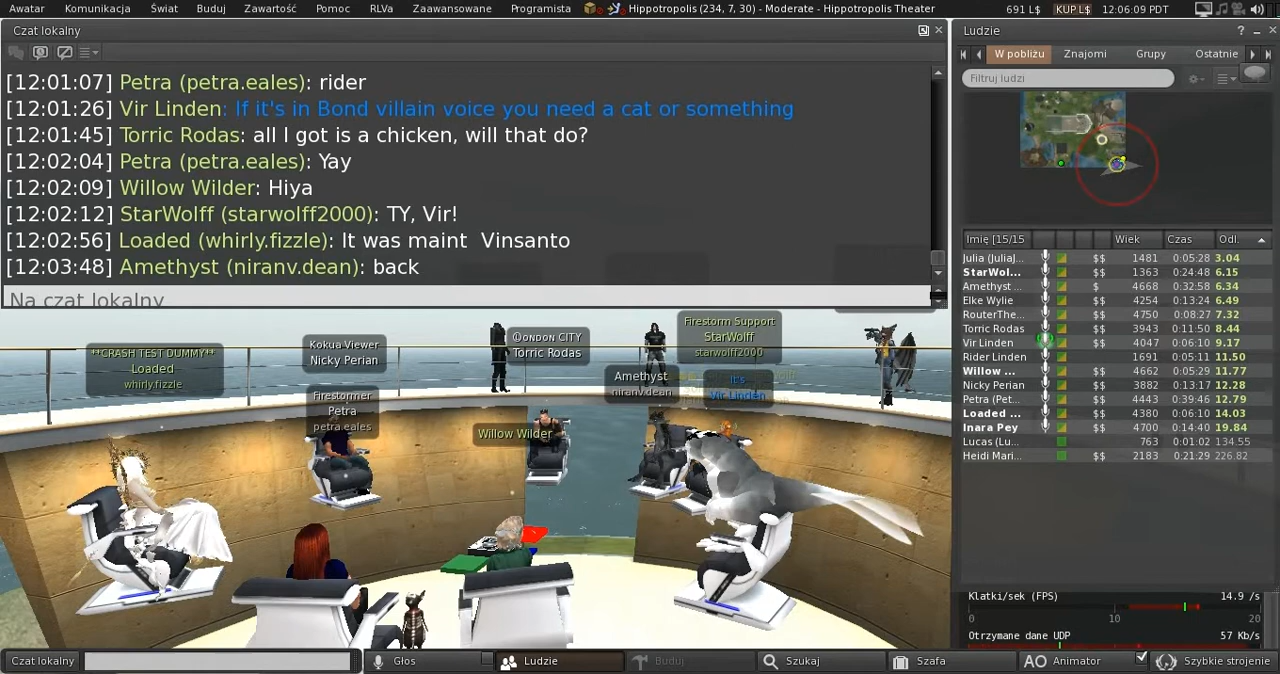 Awatar Komunikacja Świat Buduj Zawartość Pomoc RLVa Zaawansowane Programista Hippotropolis (234, 7, 30) - Moderate - Hippotropolis Theater 691 L$ KUP L$ 12:06:09 PDT
Czat lokalny
[12:01:07] Petra (petra.eales): rider
[12:01:26] Vir Linden: If it's in Bond villain voice you need a cat or something
[12:01:45] Torric Rodas: all I got is a chicken, will that do?
[12:02:04] Petra (petra.eales): Yay
[12:02:09] Willow Wilder: Hiya
[12:02:12] StarWolff (starwolff2000): TY, Vir!
[12:02:56] Loaded (whirly.fizzle): It was maint Vinsanto
[12:03:48] Amethyst (niranv.dean): back
Na czat lokalny
**CRASH TEST DUMMY**
Loaded
whirly.fizzle
Kokua Viewer
Nicky Perian
Firestormer
Petra
petra.eales
LONDON CITY
Torric Rodas
Willow Wilder
Firestorm Support
StarWolff
starwolff2000
Amethyst
niranv.dean
It's
Vir Linden
Ludzie
W pobliżu Znajomi Grupy Ostatnie
Filtruj ludzi
Imię [15/15 Wiek Czas Odl.
Julia (JuliaJ... $$ 1481 0:05:28 3.04
StarWol... $$ 1363 0:24:48 6.15
Amethyst ... $ 4668 0:32:58 6.34
Elke Wylie $$ 4254 0:13:24 6.49
RouterThe... $$ 4750 0:08:27 7.32
Torric Rodas $$ 3943 0:11:50 8.44
Vir Linden $$ 4047 0:06:10 9.17
Rider Linden 1691 0:05:11 11.50
Willow ... $$ 4662 0:05:29 11.77
Nicky Perian $$ 3882 0:13:17 12.28
Petra (Pet... $$ 4443 0:39:46 12.79
Loaded ... $$ 4380 0:06:10 14.03
Inara Pey $$ 4700 0:14:40 19.84
Lucas (Lu... 763 0:01:02 134.55
Heidi Mari... $$ 2183 0:21:29 226.82
Klatki/sek (FPS) 14.9 /s
0 10 20
Otrzymane dane UDP 57 Kb/s
Czat lokalny Głos Ludzie Buduj Szukaj Szafa AO Animator Szybkie strojenie